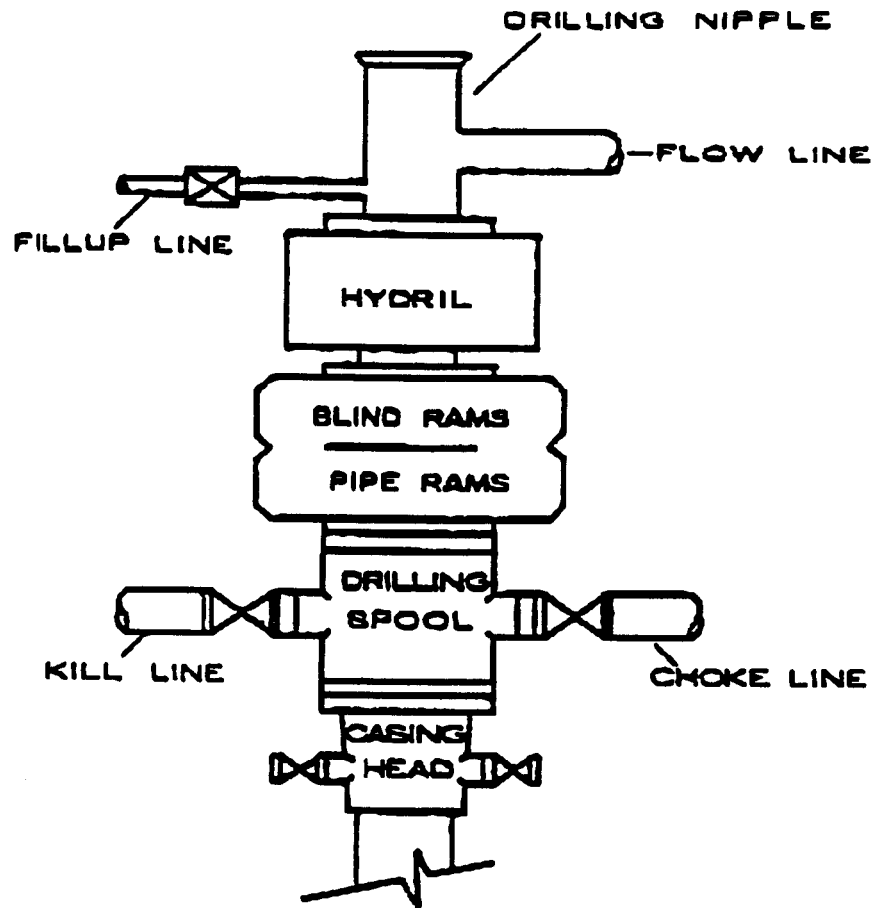 DRILLING NIPPLE
FLOW LINE
FILLUP LINE
HYDRIL
BLIND RAMS
PIPE RAMS
DRILLING
SPOOL
KILL LINE
CHOKE LINE
CASING
HEAD